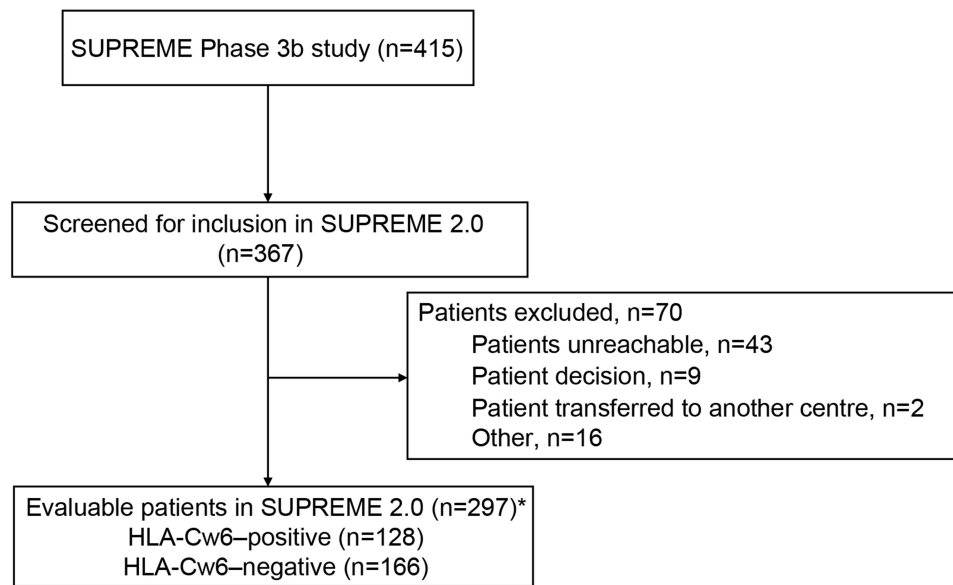 SUPREME Phase 3b study (n=415)
Screened for inclusion in SUPREME 2.0
(n=367)
Patients excluded, n=70
Patients unreachable, n=43
Patient decision, n=9
Patient transferred to another centre, n=2
Other, n=16
Evaluable patients in SUPREME 2.0 (n=297)*
HLA-Cw6–positive (n=128)
HLA-Cw6–negative (n=166)